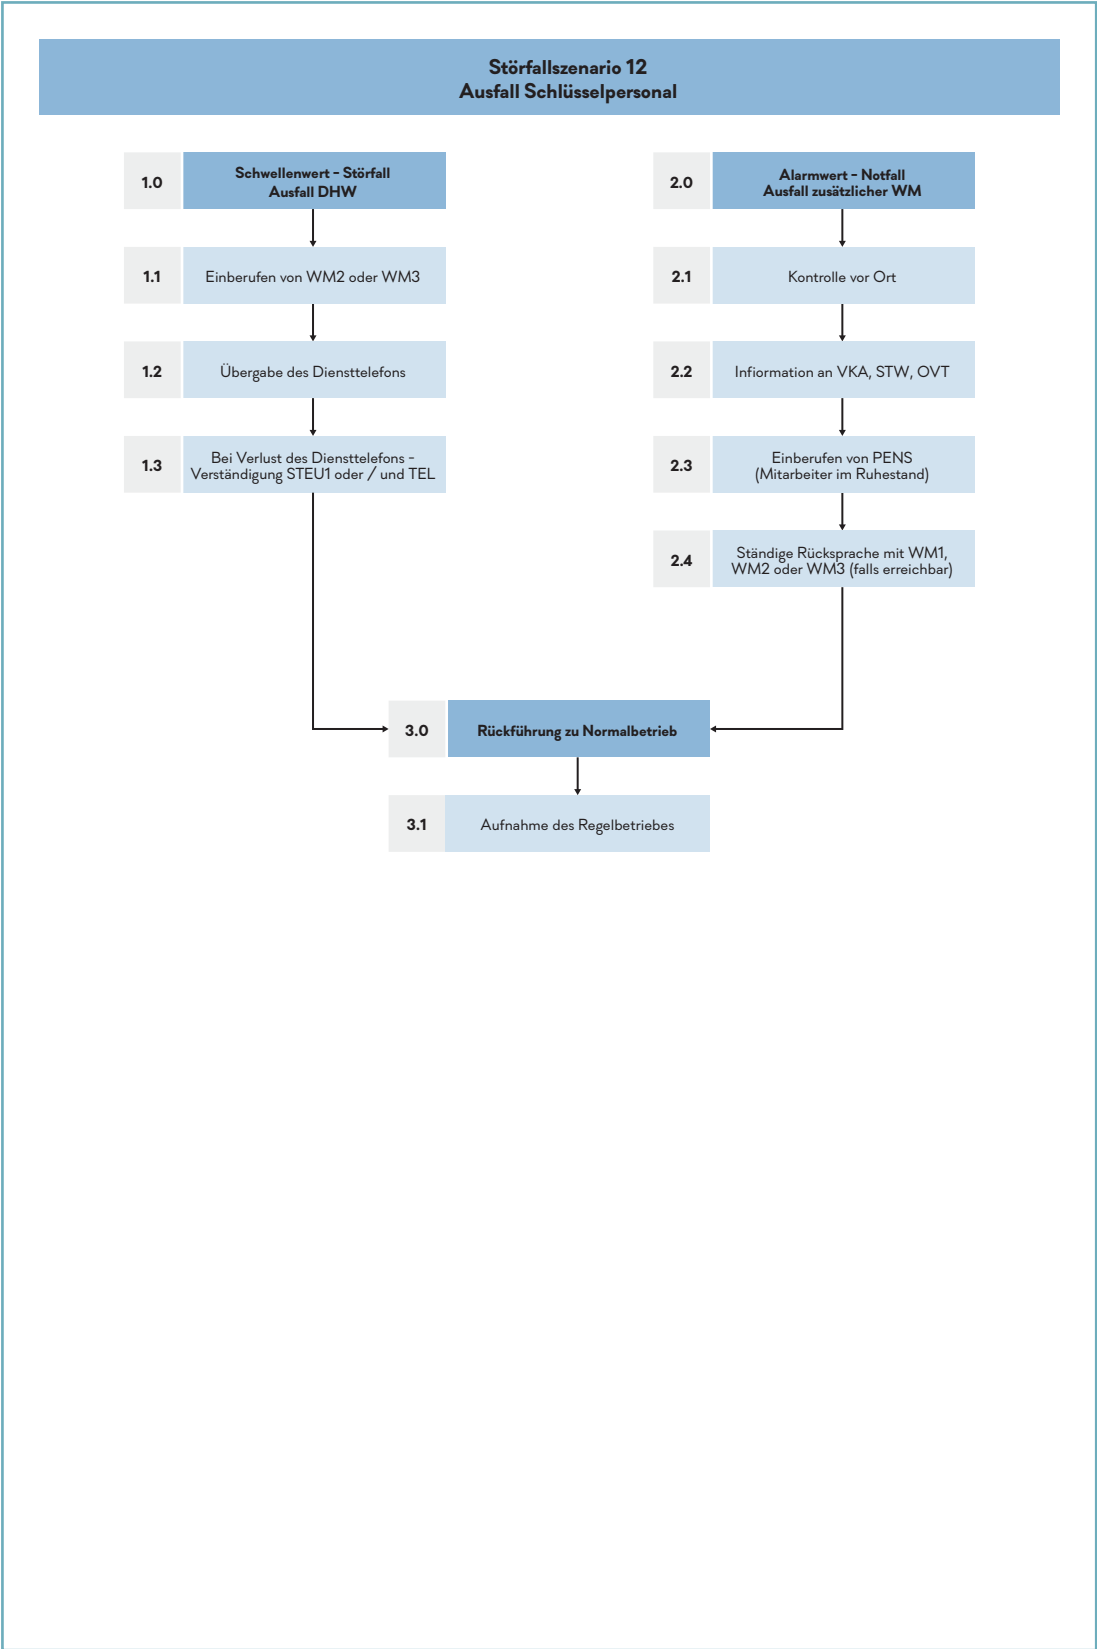 Störfallszenario 12
Ausfall Schlüsselpersonal
1.0
Schwellenwert - Störfall
Ausfall DHW
1.1
Einberufen von WM2 oder WM3
1.2
Übergabe des Diensttelefons
1.3
Bei Verlust des Diensttelefons -
Verständigung STEU1 oder / und TEL
2.0
Alarmwert - Notfall
Ausfall zusätzlicher WM
2.1
Kontrolle vor Ort
2.2
Infiormation an VKA, STW, OVT
2.3
Einberufen von PENS
(Mitarbeiter im Ruhestand)
2.4
Ständige Rücksprache mit WM1,
WM2 oder WM3 (falls erreichbar)
3.0
Rückführung zu Normalbetrieb
3.1
Aufnahme des Regelbetriebes